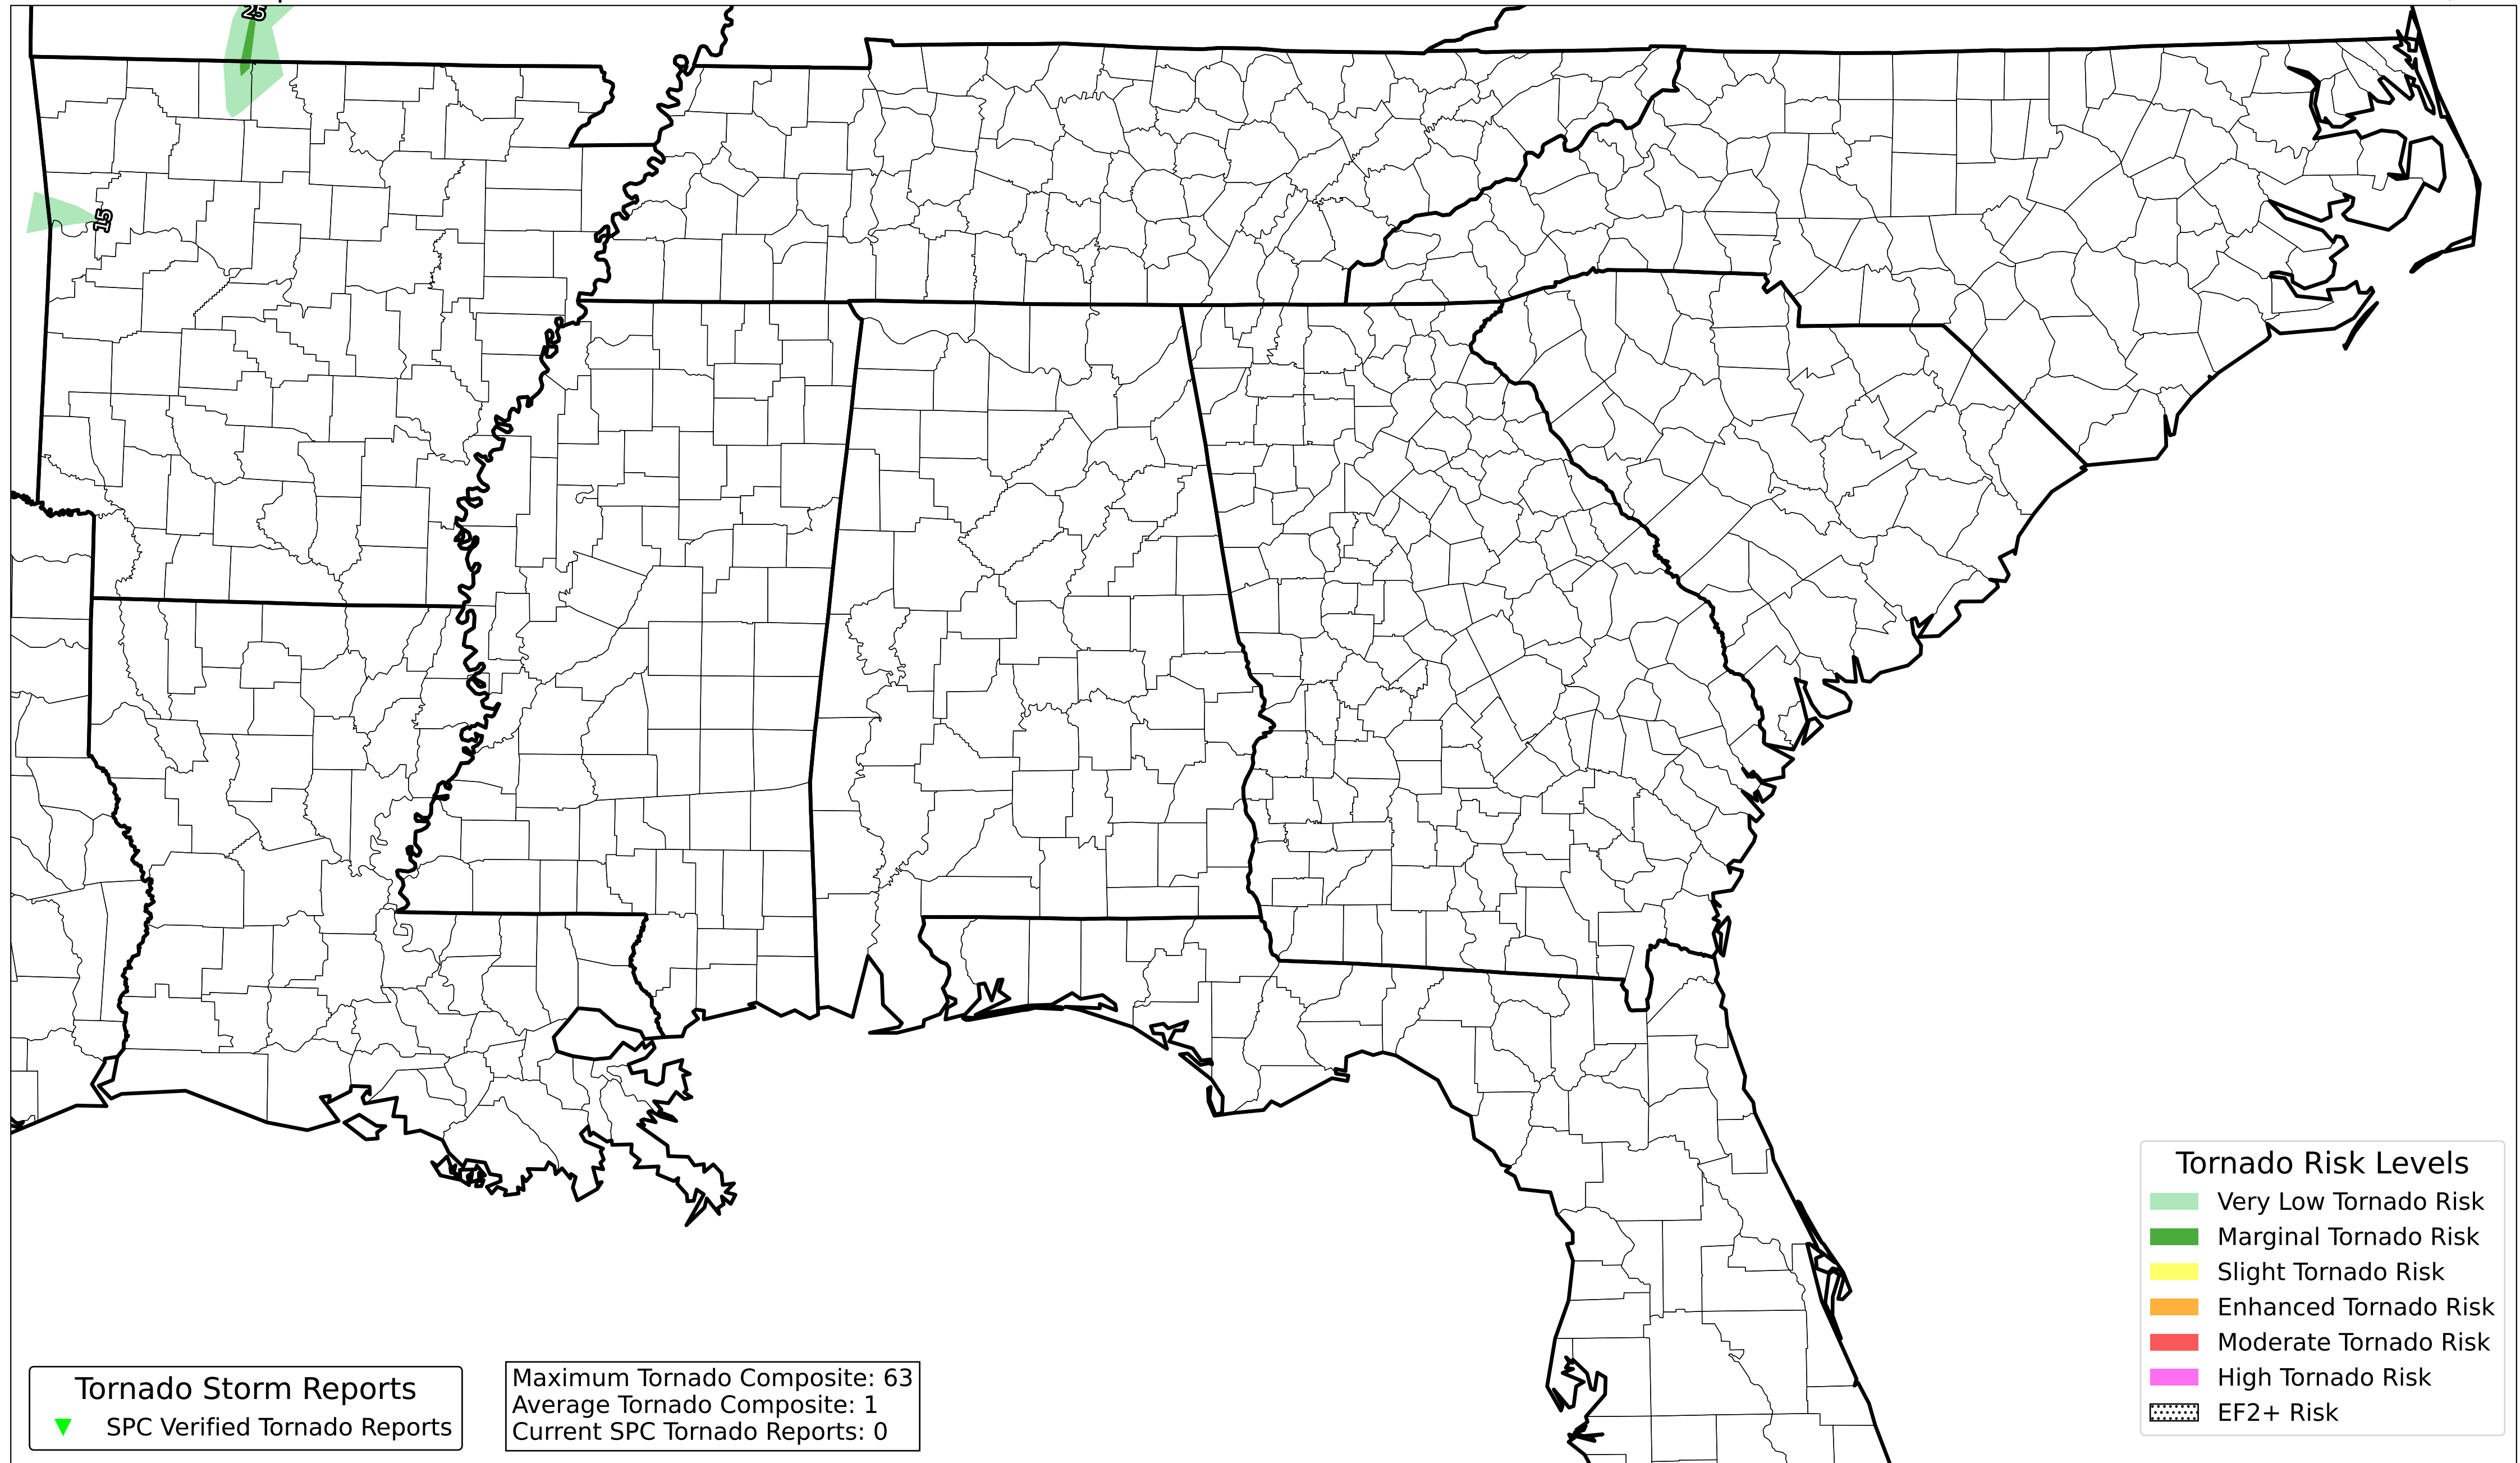 25
15
Tornado Risk Levels
Very Low Tornado Risk
Marginal Tornado Risk
Slight Tornado Risk
Enhanced Tornado Risk
Moderate Tornado Risk
High Tornado Risk
EF2+ Risk
Tornado Storm Reports
SPC Verified Tornado Reports
Maximum Tornado Composite: 63
Average Tornado Composite: 1
Current SPC Tornado Reports: 0